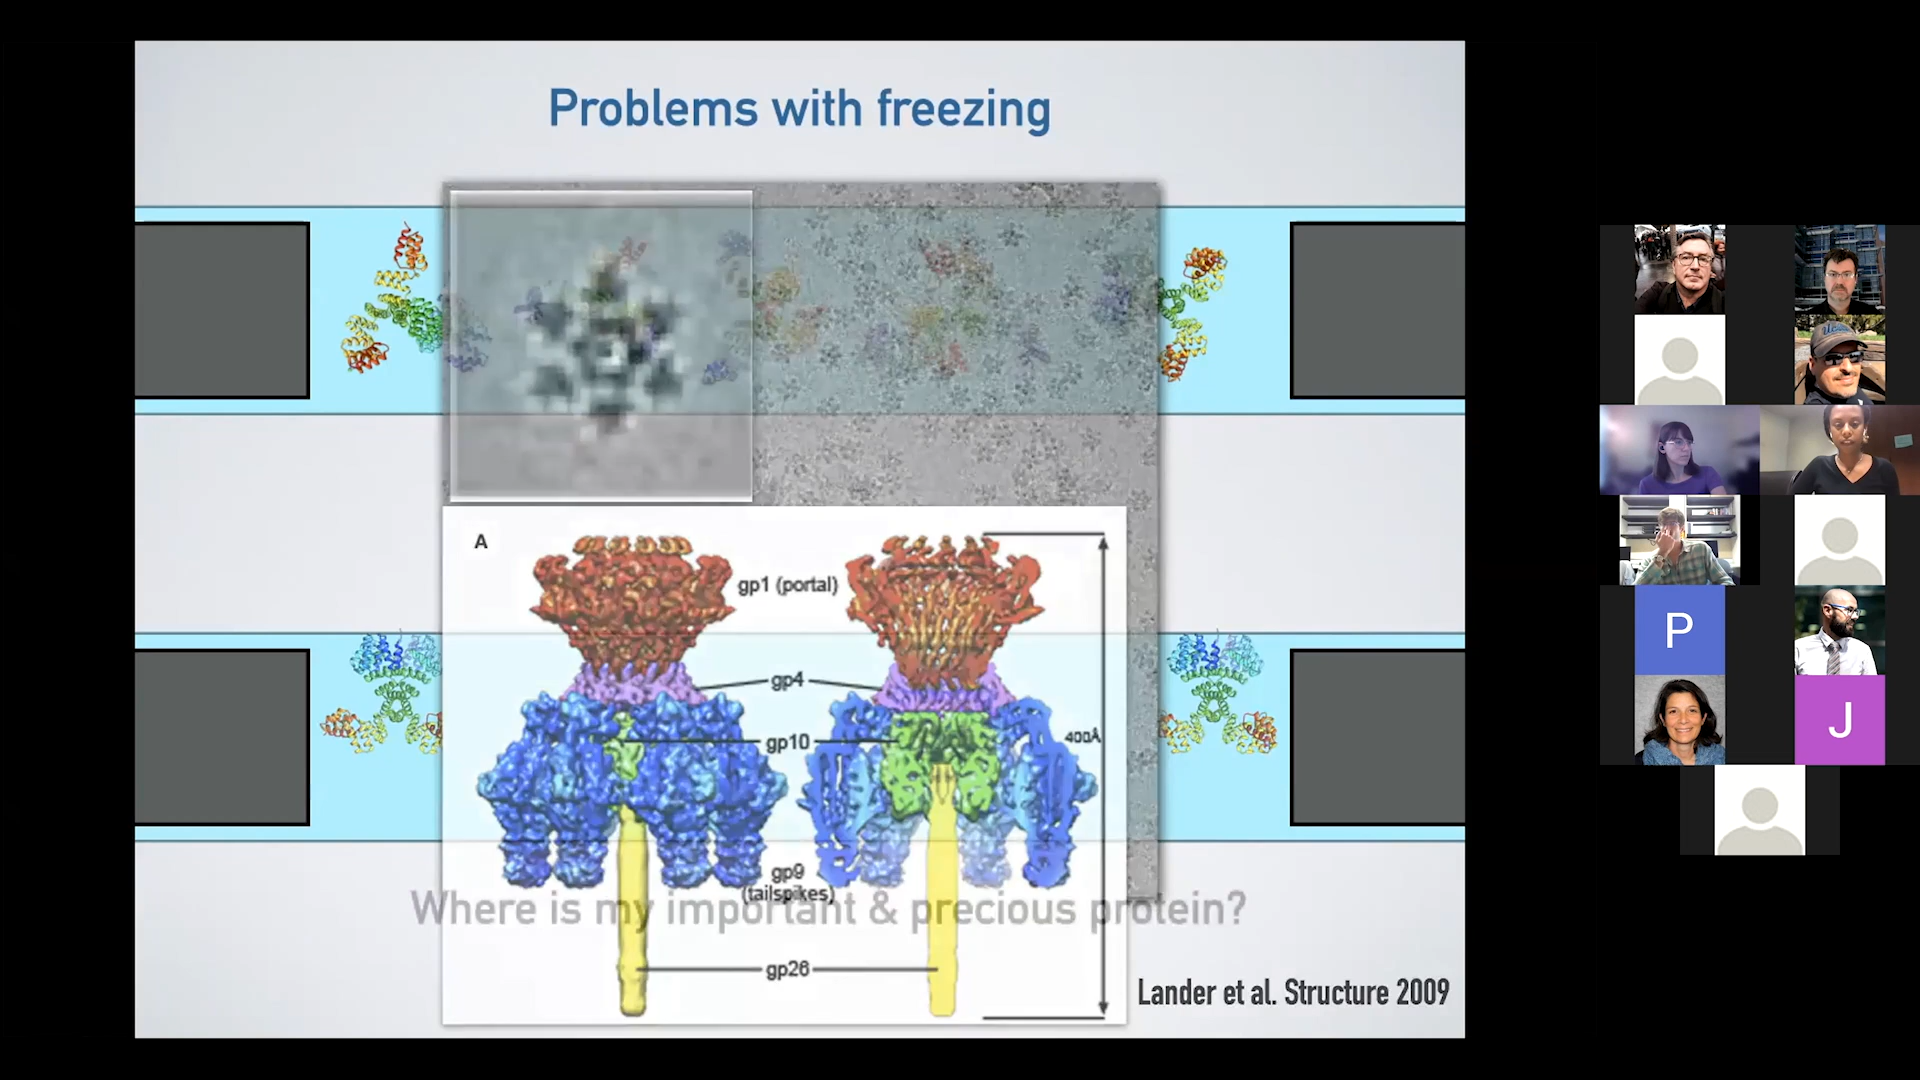 Problems with freezing
A
gp1 (portal)
gp4
gp10
400Å
gp9
(tailspikes)
Where is my important & precious protein?
gp26
Lander et al. Structure 2009
P
J